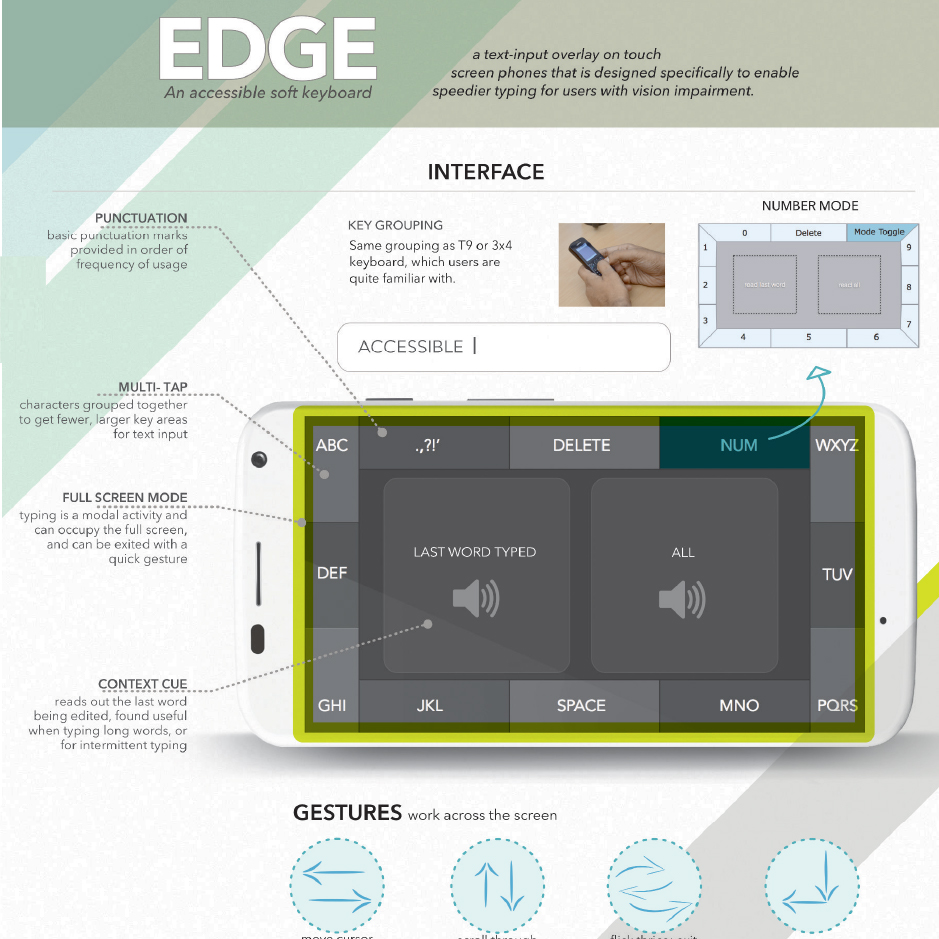 EDGE
An accessible soft keyboard
a text-input overlay on touch
screen phones that is designed specifically to enable
speedier typing for users with vision impairment.
INTERFACE
PUNCTUATION
basic punctuation marks
provided in order of
frequency of usage
KEY GROUPING
Same grouping as T9 or 3x4
keyboard, which users are
quite familiar with.
NUMBER MODE
0 Delete Mode Toggle
1 9
2 read last word read all 8
3 7
4 5 6
ACCESSIBLE
MULTI- TAP
characters grouped together
to get fewer, larger key areas
for text input
FULL SCREEN MODE
typing is a modal activity and
can occupy the full screen,
and can be exited with a
quick gesture
CONTEXT CUE
reads out the last word
being edited, found useful
when typing long words, or
for intermittent typing
ABC .,?!' DELETE NUM WXYZ
LAST WORD TYPED ALL
DEF TUV
GHI JKL SPACE MNO PQRS
GESTURES work across the screen
move cursor scroll through flick thrice: exit